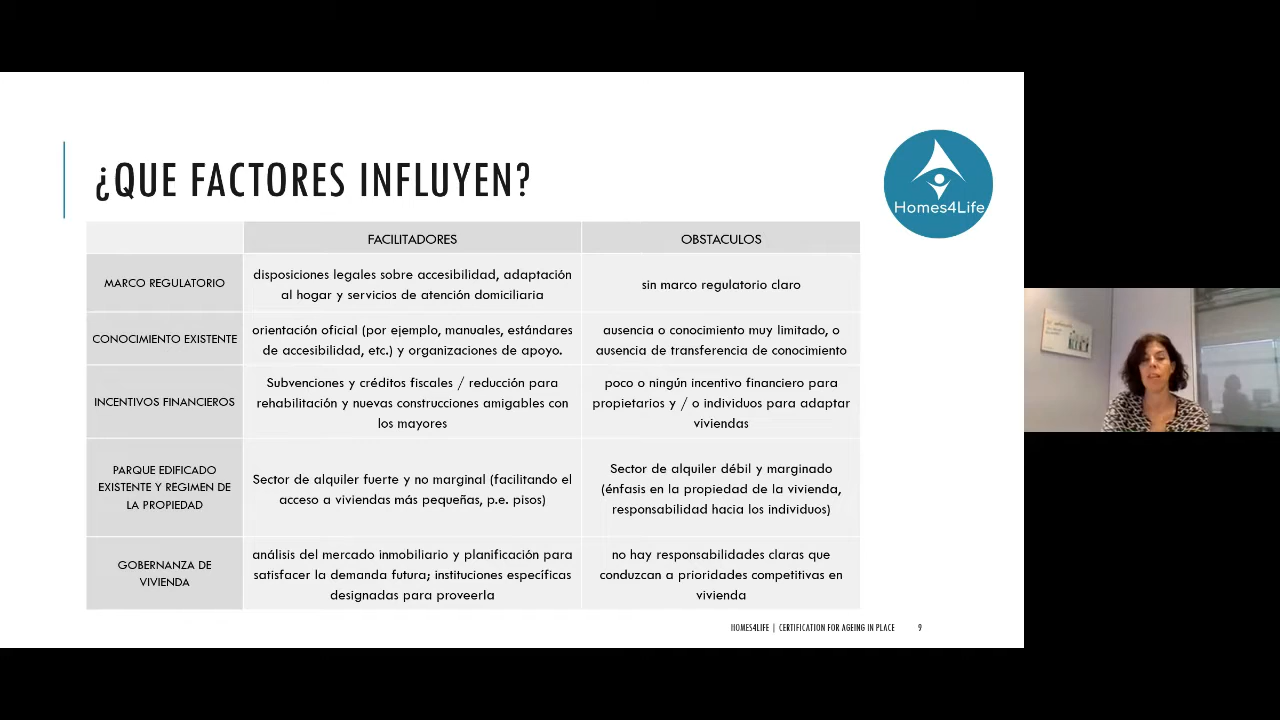 ¿QUE FACTORES INFLUYEN?
Homes4Life
FACILITADORES
OBSTACULOS
MARCO REGULATORIO
disposiciones legales sobre accesibilidad, adaptación
al hogar y servicios de atención domiciliaria
sin marco regulatorio claro
CONOCIMIENTO EXISTENTE
orientación oficial (por ejemplo, manuales, estándares
de accesibilidad, etc.) y organizaciones de apoyo.
ausencia o conocimiento muy limitado, o
ausencia de transferencia de conocimiento
INCENTIVOS FINANCIEROS
Subvenciones y créditos fiscales / reducción para
rehabilitación y nuevas construcciones amigables con
los mayores
poco o ningún incentivo financiero para
propietarios y / o individuos para adaptar
viviendas
PARQUE EDIFICADO
EXISTENTE Y REGIMEN DE
LA PROPIEDAD
Sector de alquiler fuerte y no marginal (facilitando el
acceso a viviendas más pequeñas, p.e. pisos)
Sector de alquiler débil y marginado
(énfasis en la propiedad de la vivienda,
responsabilidad hacia los individuos)
GOBERNANZA DE
VIVIENDA
análisis del mercado inmobiliario y planificación para
satisfacer la demanda futura; instituciones específicas
designadas para proveerla
no hay responsabilidades claras que
conduzcan a prioridades competitivas en
vivienda
HOMES4LIFE | CERTIFICATION FOR AGEING IN PLACE
9